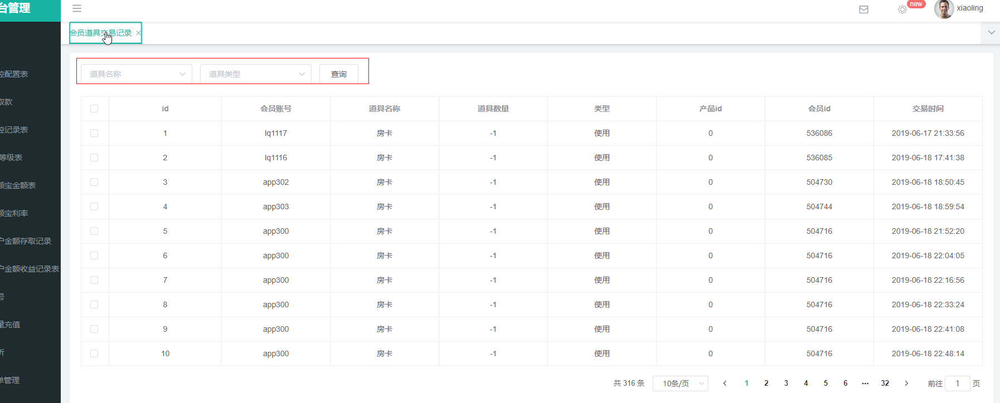 台管理
new
xiaoling
会员道具交易记录
控配置表
取款
控记录表
等级表
额宝金额表
额宝利率
户金额存取记录
户金额收益记录表
号
量充值
析
单管理
道具名称 道具类型 查询
id 会员账号 道具名称 道具数量 类型 产品id 会员id 交易时间
1 lq1117 房卡 -1 使用 0 536086 2019-06-17 21:33:56
2 lq1116 房卡 -1 使用 0 536085 2019-06-18 17:41:38
3 app302 房卡 -1 使用 0 504730 2019-06-18 18:50:45
4 app303 房卡 -1 使用 0 504744 2019-06-18 18:59:54
5 app300 房卡 -1 使用 0 504716 2019-06-18 21:52:20
6 app300 房卡 -1 使用 0 504716 2019-06-18 22:04:05
7 app300 房卡 -1 使用 0 504716 2019-06-18 22:16:56
8 app300 房卡 -1 使用 0 504716 2019-06-18 22:33:24
9 app300 房卡 -1 使用 0 504716 2019-06-18 22:41:08
10 app300 房卡 -1 使用 0 504716 2019-06-18 22:48:14
共 316 条 10条/页 1 2 3 4 5 6 ··· 32 前往 1 页